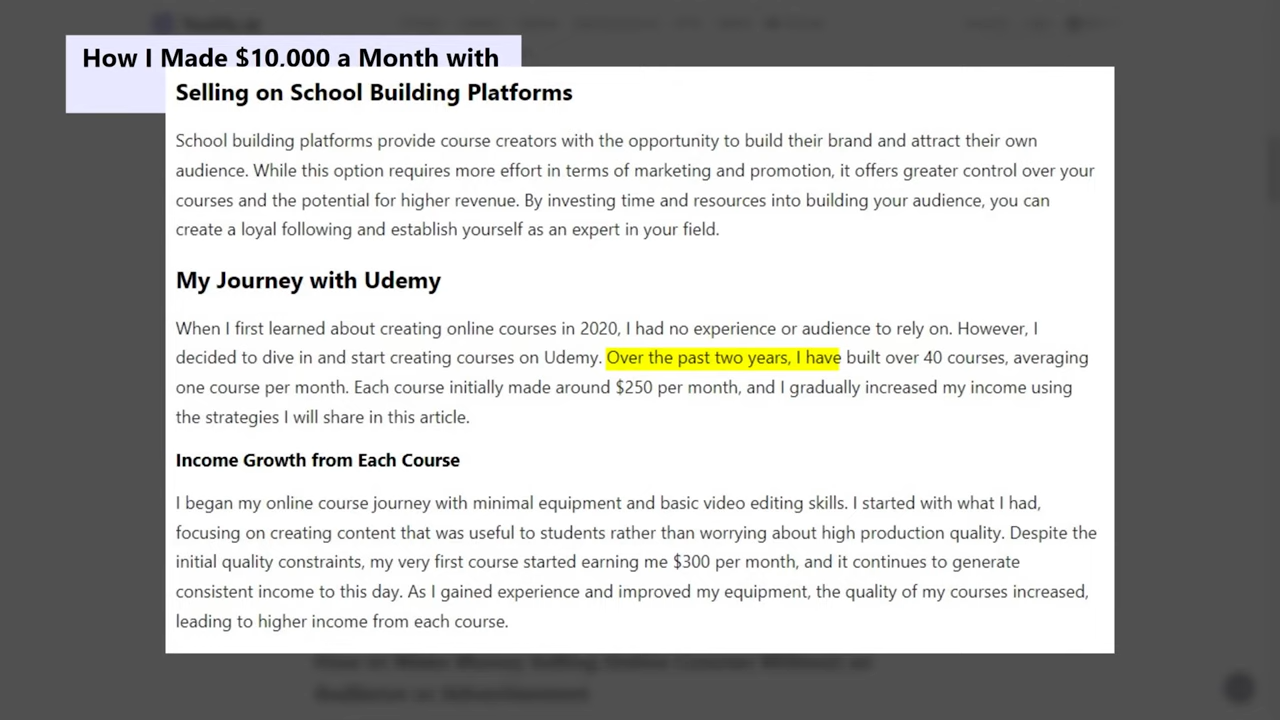 How I Made $10,000 a Month with
Selling on School Building Platforms
School building platforms provide course creators with the opportunity to build their brand and attract their own
audience. While this option requires more effort in terms of marketing and promotion, it offers greater control over your
courses and the potential for higher revenue. By investing time and resources into building your audience, you can
create a loyal following and establish yourself as an expert in your field.
My Journey with Udemy
When I first learned about creating online courses in 2020, I had no experience or audience to rely on. However, I
decided to dive in and start creating courses on Udemy. Over the past two years, I have built over 40 courses, averaging
one course per month. Each course initially made around $250 per month, and I gradually increased my income using
the strategies I will share in this article.
Income Growth from Each Course
I began my online course journey with minimal equipment and basic video editing skills. I started with what I had,
focusing on creating content that was useful to students rather than worrying about high production quality. Despite the
initial quality constraints, my very first course started earning me $300 per month, and it continues to generate
consistent income to this day. As I gained experience and improved my equipment, the quality of my courses increased,
leading to higher income from each course.